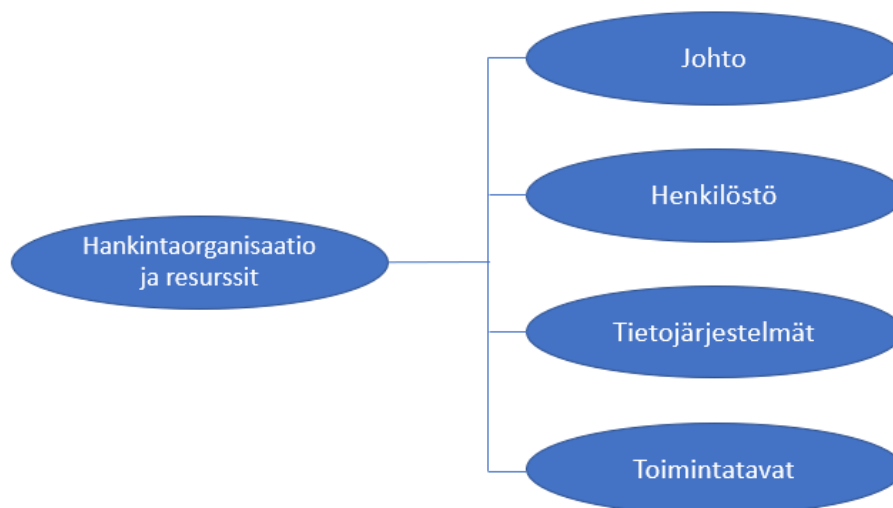 Johto
Henkilöstö
Hankintaorganisaatio
ja resurssit
Tietojärjestelmät
Toimintatavat